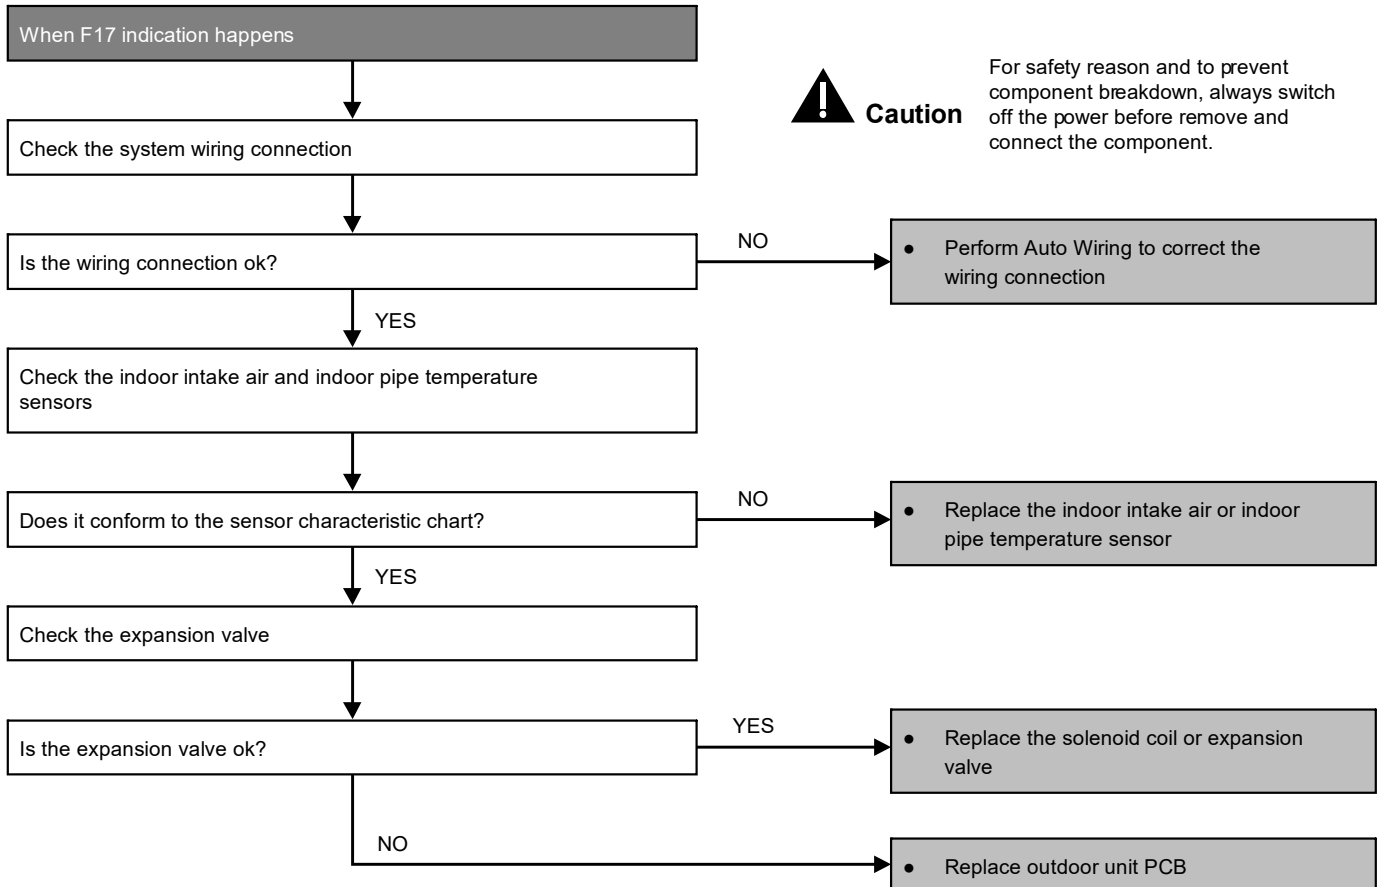 When F17 indication happens
Caution
For safety reason and to prevent
component breakdown, always switch
off the power before remove and
connect the component.
Check the system wiring connection
Is the wiring connection ok?
NO
● Perform Auto Wiring to correct the
wiring connection
YES
Check the indoor intake air and indoor pipe temperature
sensors
Does it conform to the sensor characteristic chart?
NO
● Replace the indoor intake air or indoor
pipe temperature sensor
YES
Check the expansion valve
Is the expansion valve ok?
YES
● Replace the solenoid coil or expansion
valve
NO
● Replace outdoor unit PCB